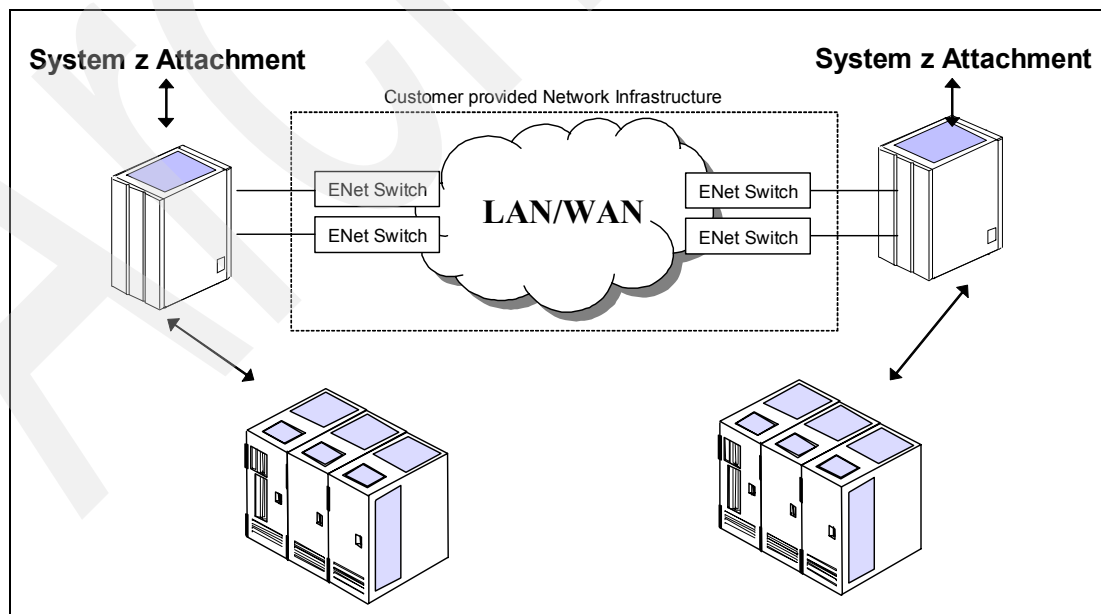 System z Attachment
System z Attachment
Customer provided Network Infrastructure
ENet Switch
ENet Switch
LAN/WAN
ENet Switch
ENet Switch